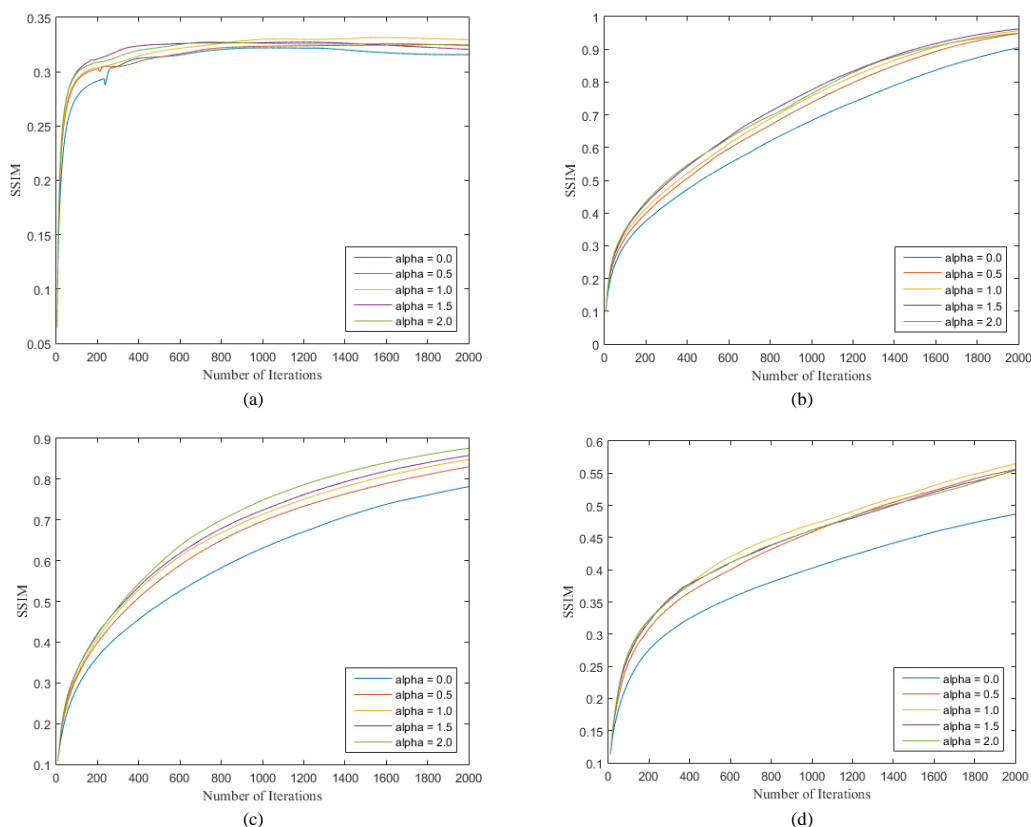 0.35
0.3
0.25
0.2
0.15
0.1
0.05
SSIM
0 200 400 600 800 1000 1200 1400 1600 1800 2000
Number of Iterations
alpha = 0.0
alpha = 0.5
alpha = 1.0
alpha = 1.5
alpha = 2.0
(a)
1
0.9
0.8
0.7
0.6
0.5
0.4
0.3
0.2
0.1
0
SSIM
0 200 400 600 800 1000 1200 1400 1600 1800 2000
Number of Iterations
alpha = 0.0
alpha = 0.5
alpha = 1.0
alpha = 1.5
alpha = 2.0
(b)
0.9
0.8
0.7
0.6
0.5
0.4
0.3
0.2
0.1
SSIM
0 200 400 600 800 1000 1200 1400 1600 1800 2000
Number of Iterations
alpha = 0.0
alpha = 0.5
alpha = 1.0
alpha = 1.5
alpha = 2.0
(c)
0.6
0.55
0.5
0.45
0.4
0.35
0.3
0.25
0.2
0.15
0.1
SSIM
0 200 400 600 800 1000 1200 1400 1600 1800 2000
Number of Iterations
alpha = 0.0
alpha = 0.5
alpha = 1.0
alpha = 1.5
alpha = 2.0
(d)